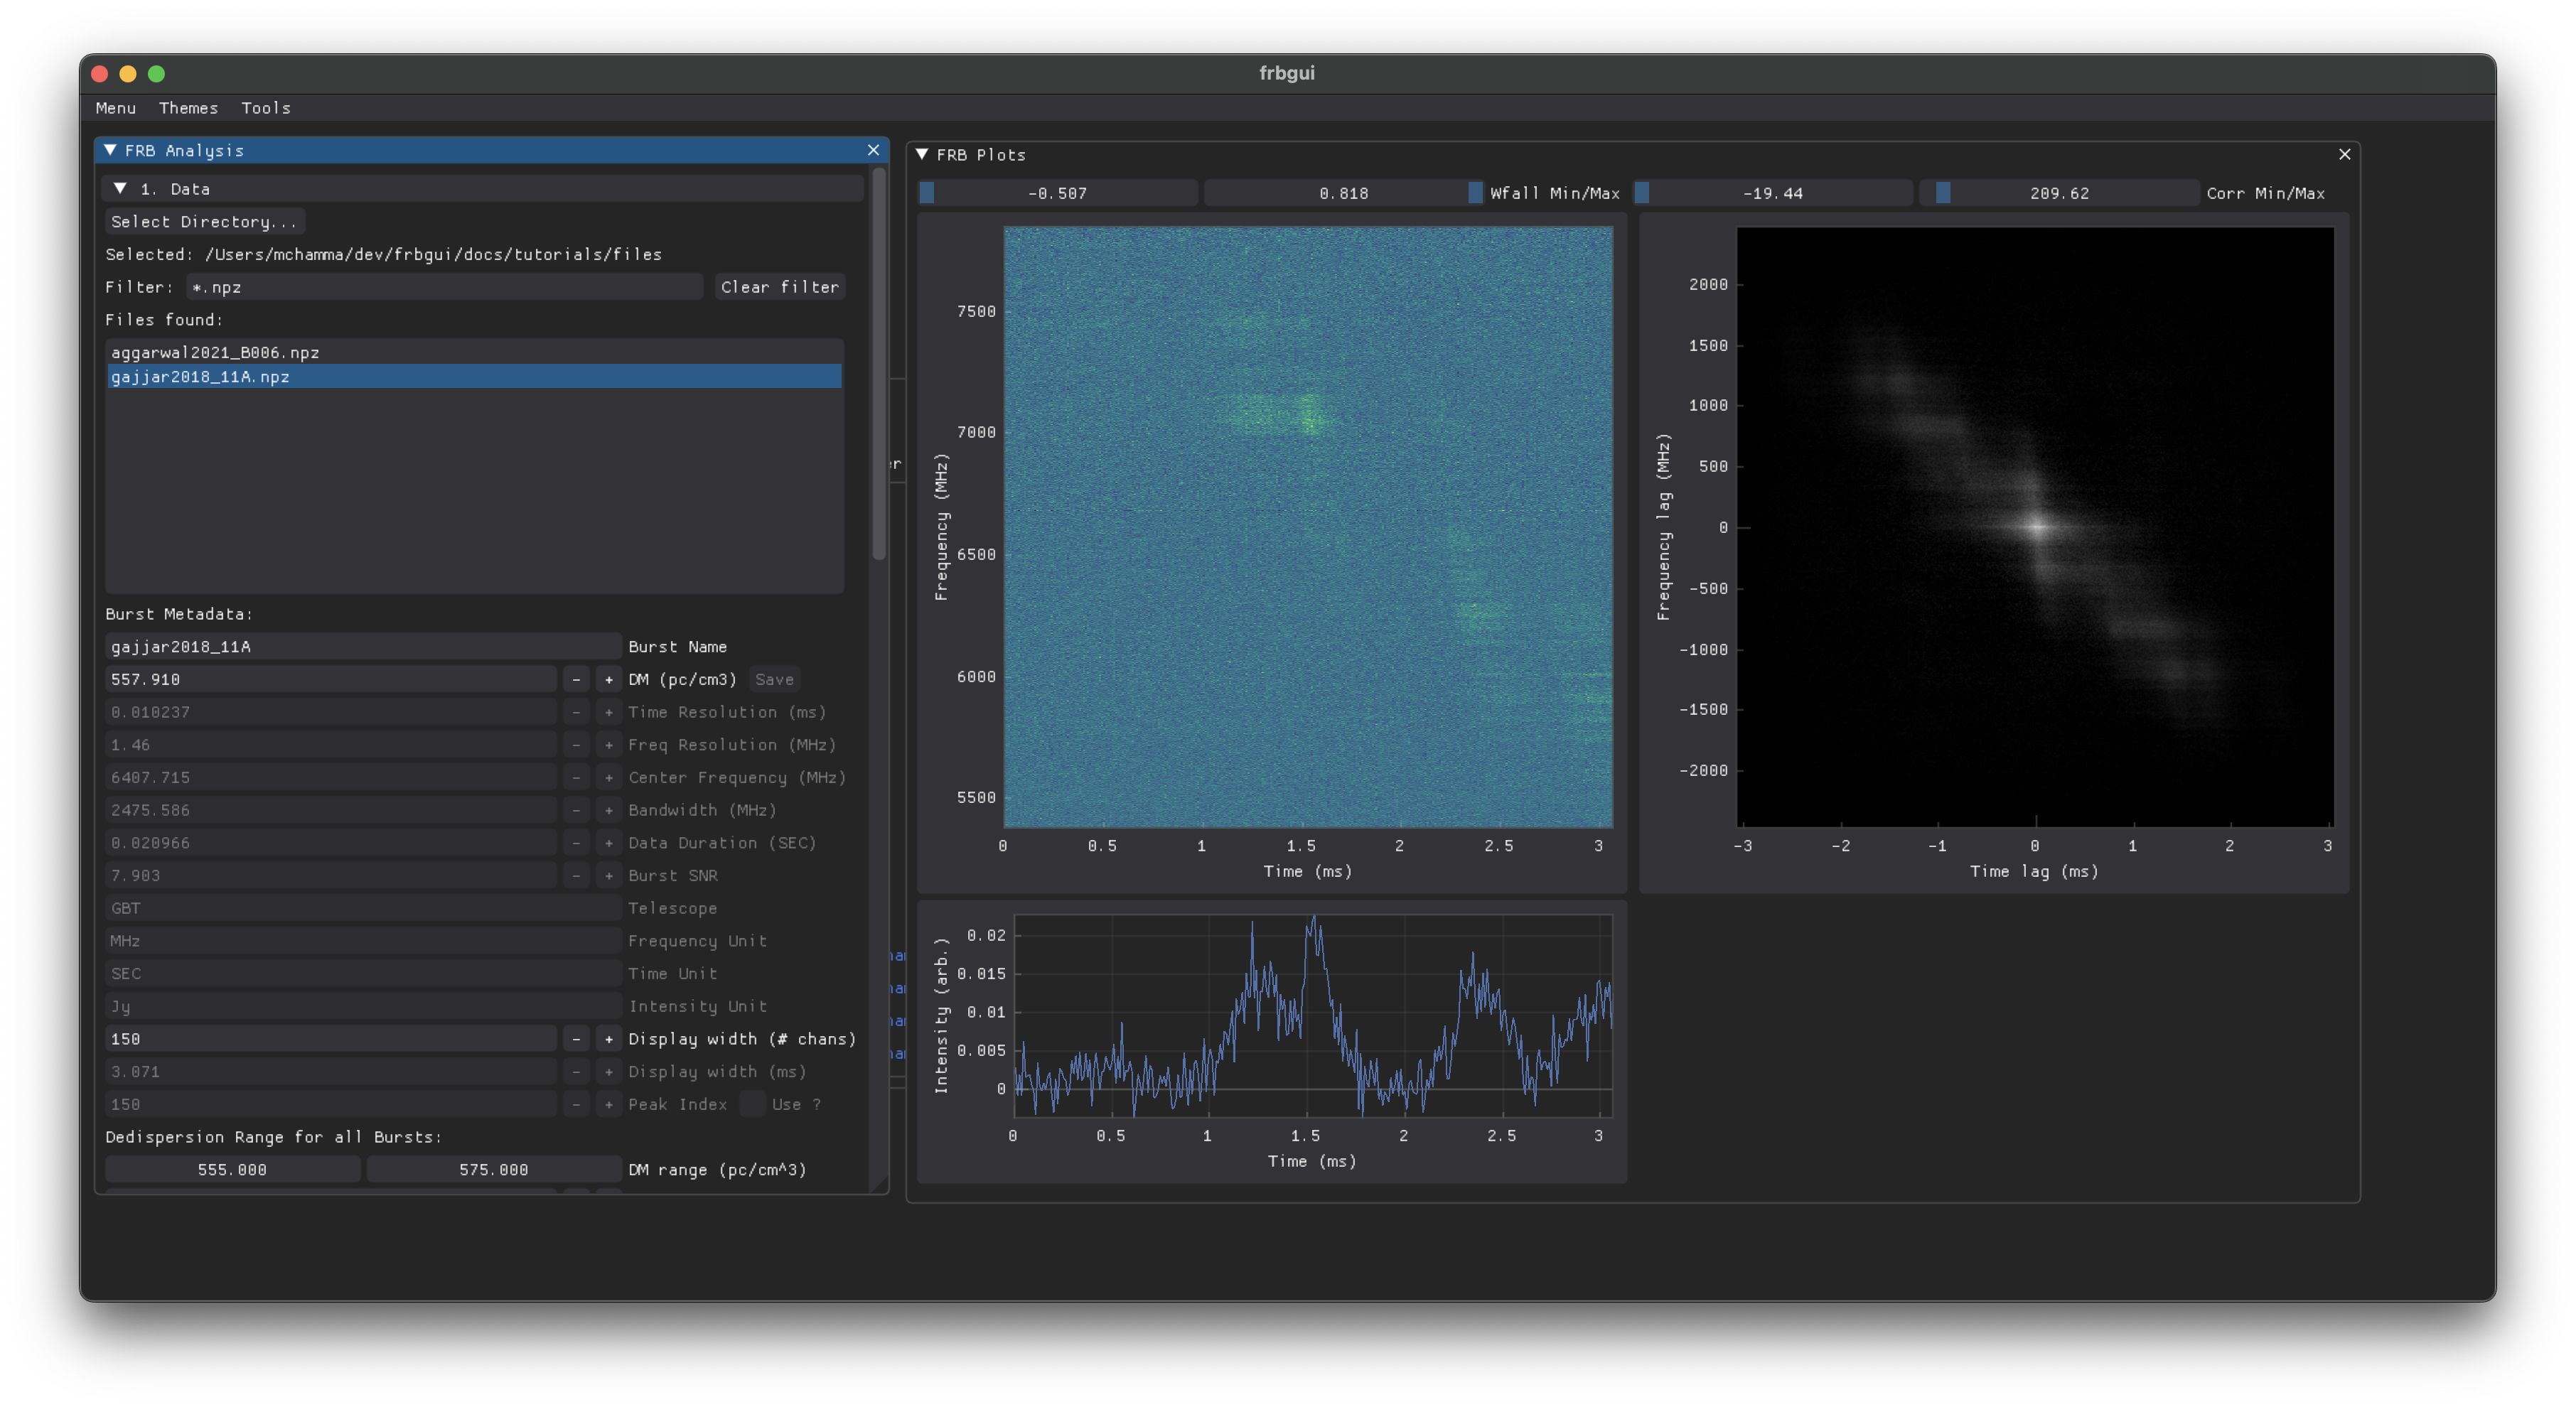 frbgui
Menu Themes Tools
FRB Analysis
1. Data
Select Directory...
Selected: /Users/mchamma/dev/frbgui/docs/tutorials/files
Filter: *.npz Clear filter
Files found:
aggarwal2021_B006.npz
gajjar2018_11A.npz
Burst Metadata:
gajjar2018_11A Burst Name
557.910 - + DM (pc/cm3) Save
0.010237 - + Time Resolution (ms)
1.46 - + Freq Resolution (MHz)
6407.715 - + Center Frequency (MHz)
2475.586 - + Bandwidth (MHz)
0.020966 - + Data Duration (SEC)
7.903 - + Burst SNR
GBT Telescope
MHz Frequency Unit
SEC Time Unit
Jy Intensity Unit
150 - + Display width (# chans)
3.071 - + Display width (ms)
150 - + Peak Index Use ?
Dedispersion Range for all Bursts:
555.000 575.000 DM range (pc/cm^3)
FRB Plots
-0.507 0.818 Wfall Min/Max -19.44 209.62 Corr Min/Max
Frequency (MHz)
7500
7000
6500
6000
5500
0 0.5 1 1.5 2 2.5 3
Time (ms)
Frequency lag (MHz)
2000
1500
1000
500
0
-500
-1000
-1500
-2000
-3 -2 -1 0 1 2 3
Time lag (ms)
Intensity (arb.)
0.02
0.015
0.01
0.005
0
0 0.5 1 1.5 2 2.5 3
Time (ms)